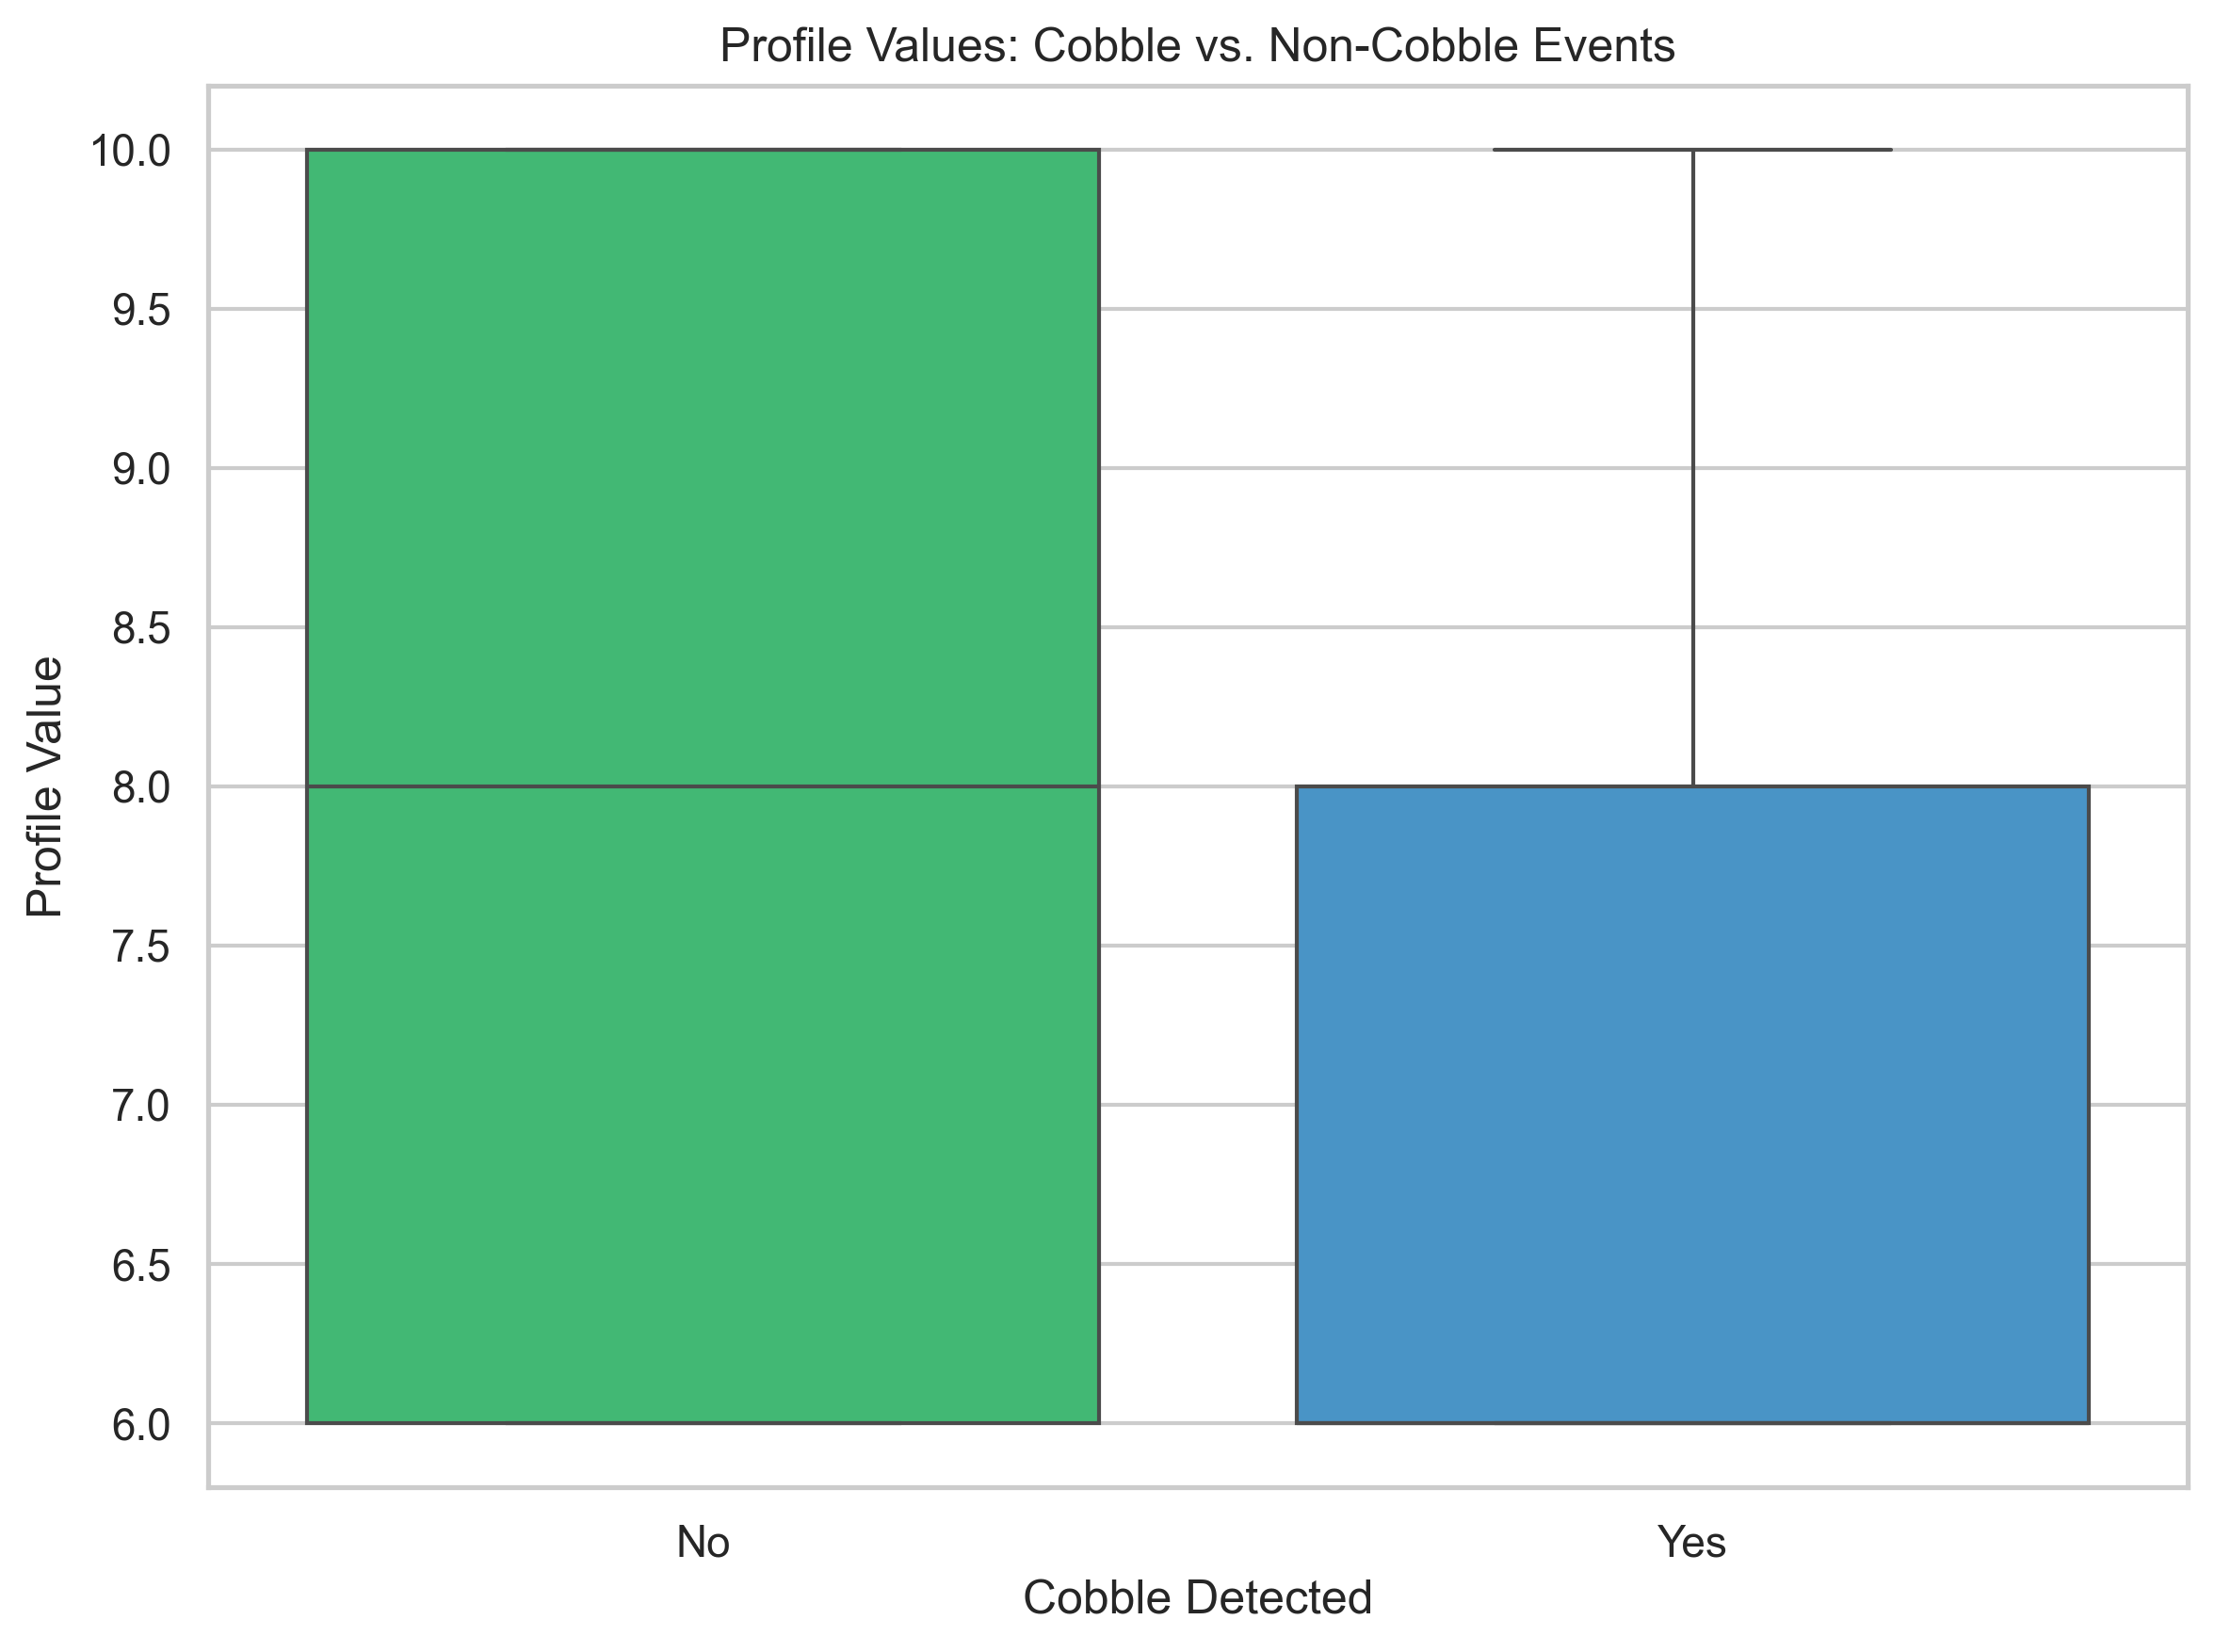 Profile Values: Cobble vs. Non-Cobble Events
Profile Value
10.0
9.5
9.0
8.5
8.0
7.5
7.0
6.5
6.0
No
Yes
Cobble Detected